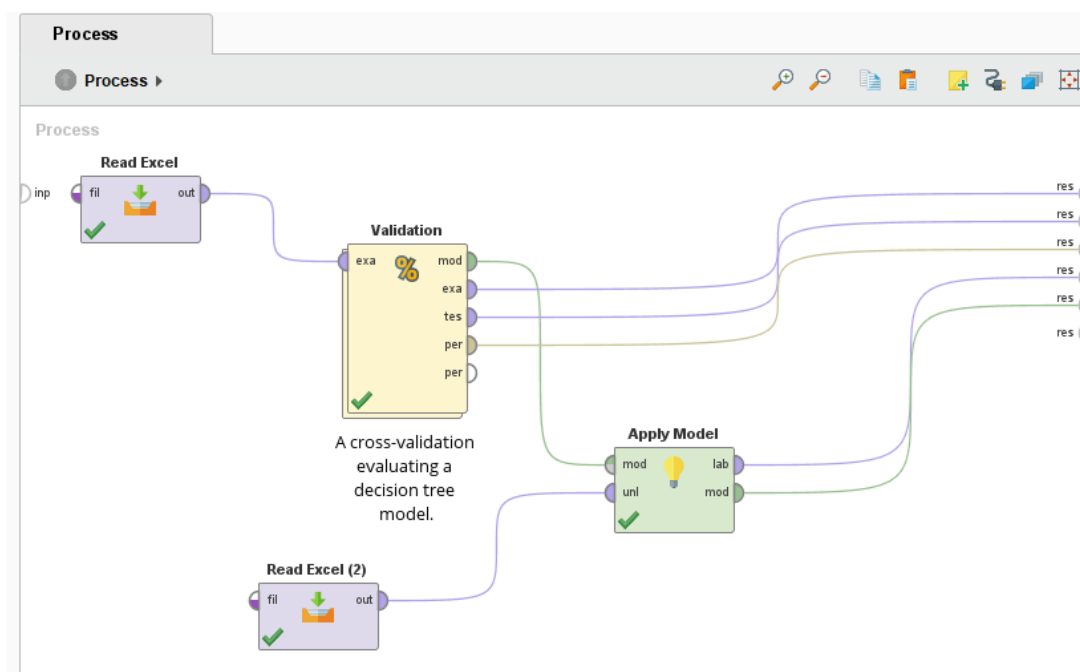 Process
Process
Process
Read Excel
inp
fil
out
Validation
exa
mod
exa
tes
per
per
A cross-validation
evaluating a
decision tree
model.
res
res
res
res
res
res
Apply Model
mod
lab
unl
mod
Read Excel (2)
fil
out